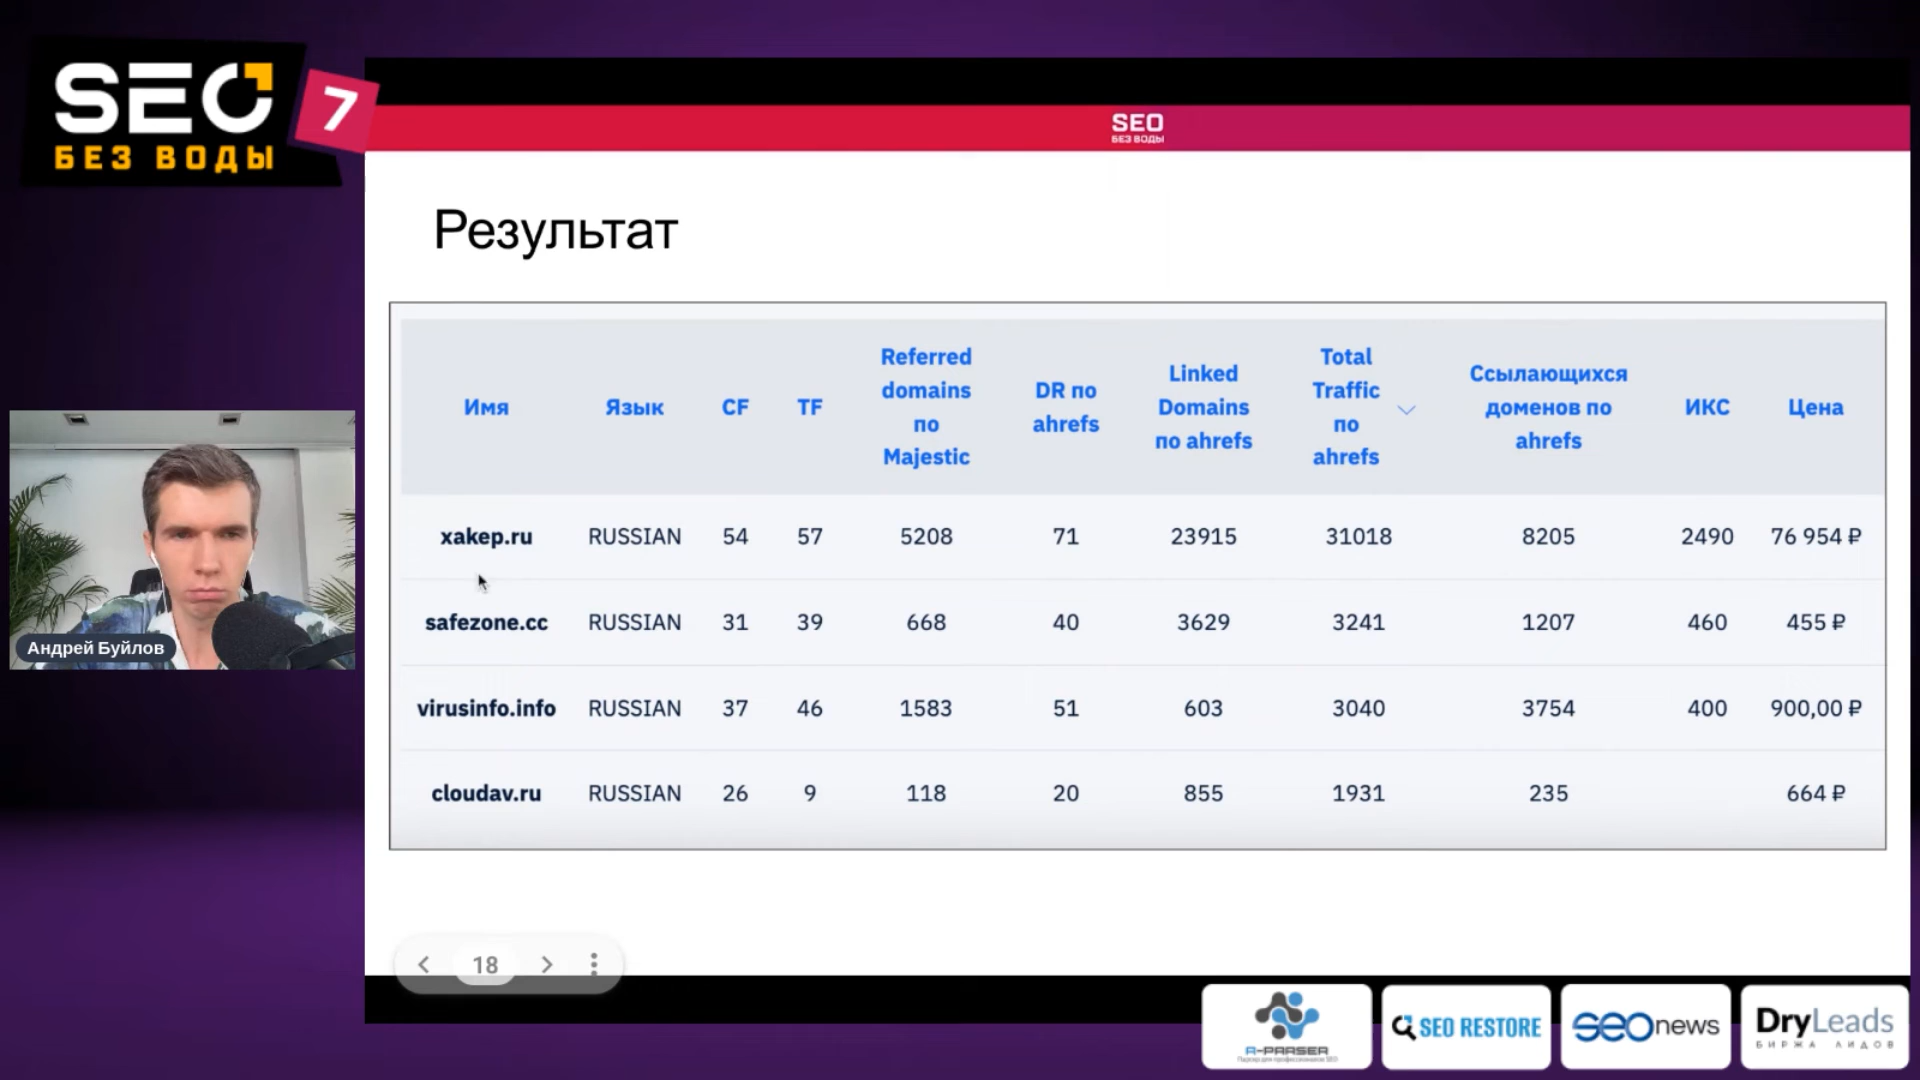 SEO
7
БЕЗ ВОДЫ
SEO
БЕЗ ВОДЫ
Результат
Имя Язык CF TF Referred domains по Majestic DR по ahrefs Linked Domains по ahrefs Total Traffic по ahrefs Ссылающихся доменов по ahrefs ИКС Цена
xakep.ru RUSSIAN 54 57 5208 71 23915 31018 8205 2490 76 954 ₽
safezone.cc RUSSIAN 31 39 668 40 3629 3241 1207 460 455 ₽
virusinfo.info RUSSIAN 37 46 1583 51 603 3040 3754 400 900,00 ₽
cloudav.ru RUSSIAN 26 9 118 20 855 1931 235 664 ₽
Андрей Буйлов
18
A-PARSER
Парсер для профессионалов SEO
SEO RESTORE
seonews
DryLeads
БИРЖА ЛИДОВ